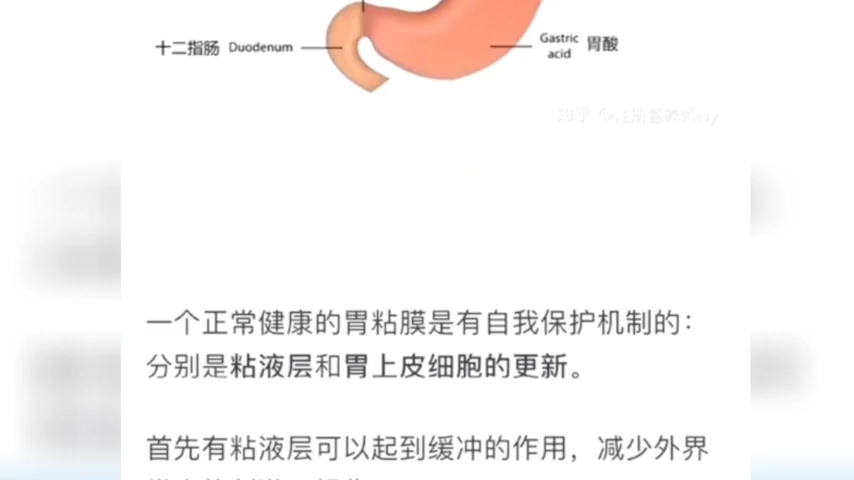 十二指肠 Duodenum
Gastric
acid
胃酸
知乎
一个正常健康的胃粘膜是有自我保护机制的：
分别是粘液层和胃上皮细胞的更新。
首先有粘液层可以起到缓冲的作用，减少外界